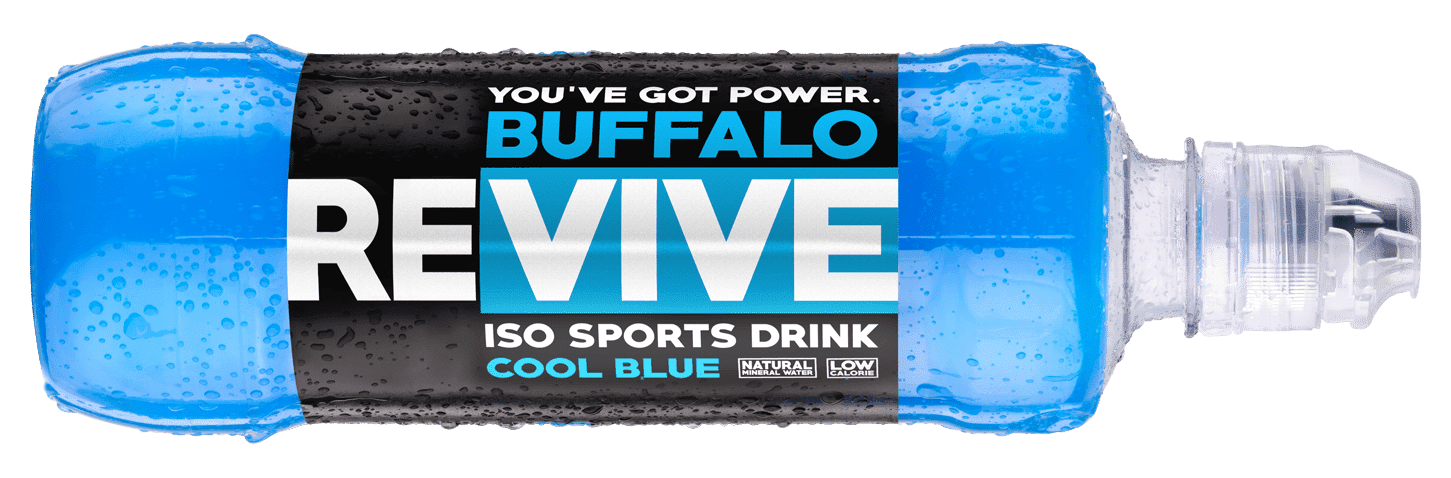 YOU'VE GOT POWER.
BUFFALO
REVIVE
ISO SPORTS DRINK
COOL BLUE NATURAL MINERAL WATER LOW CALORIE